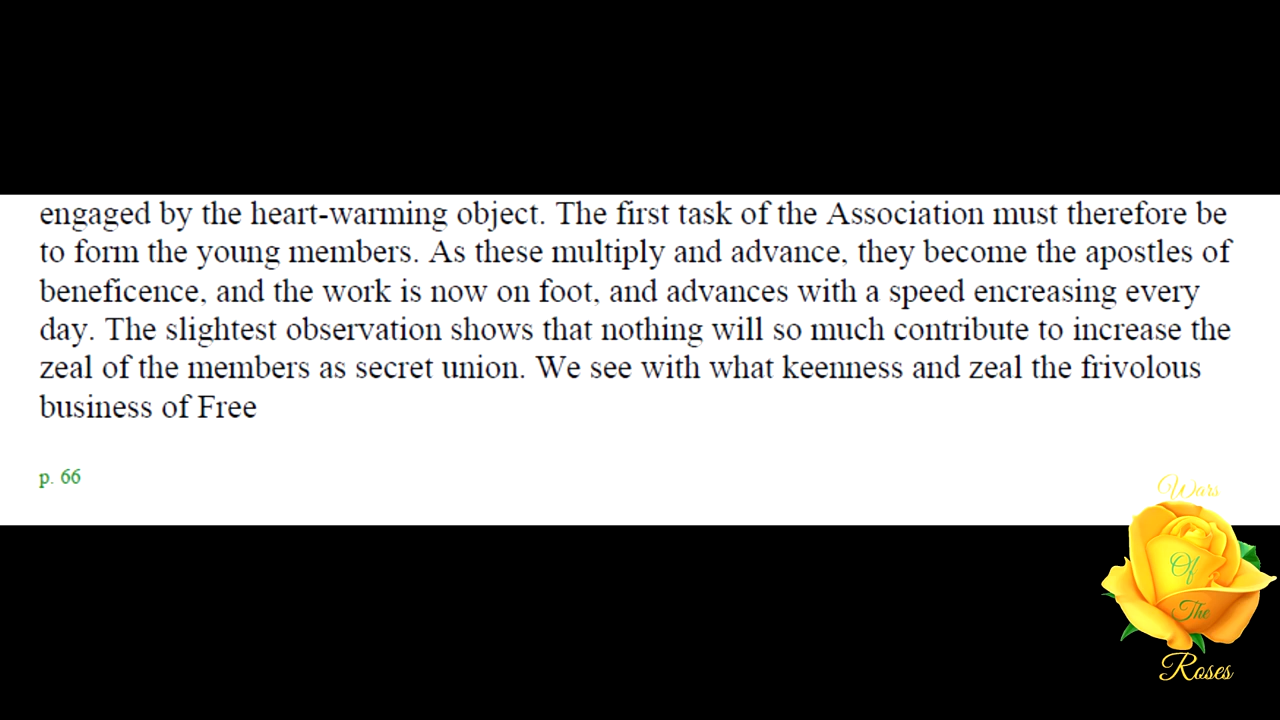 engaged by the heart-warming object. The first task of the Association must therefore be
to form the young members. As these multiply and advance, they become the apostles of
beneficence, and the work is now on foot, and advances with a speed encreasing every
day. The slightest observation shows that nothing will so much contribute to increase the
zeal of the members as secret union. We see with what keenness and zeal the frivolous
business of Free
p. 66
Wars
Of
The
Roses